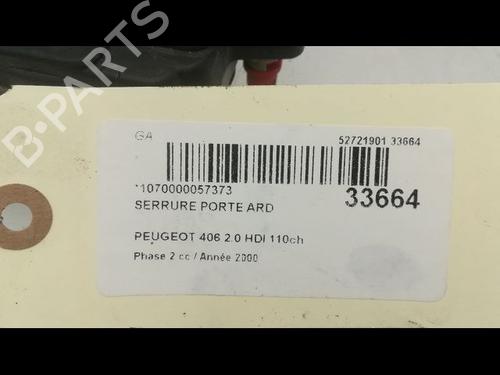 B-PARTS
GA
52721901 33664
*1070000057373
33664
SERRURE PORTE ARD
PEUGEOT 406 2.0 HDI 110ch
Phase 2 cc / Année 2000